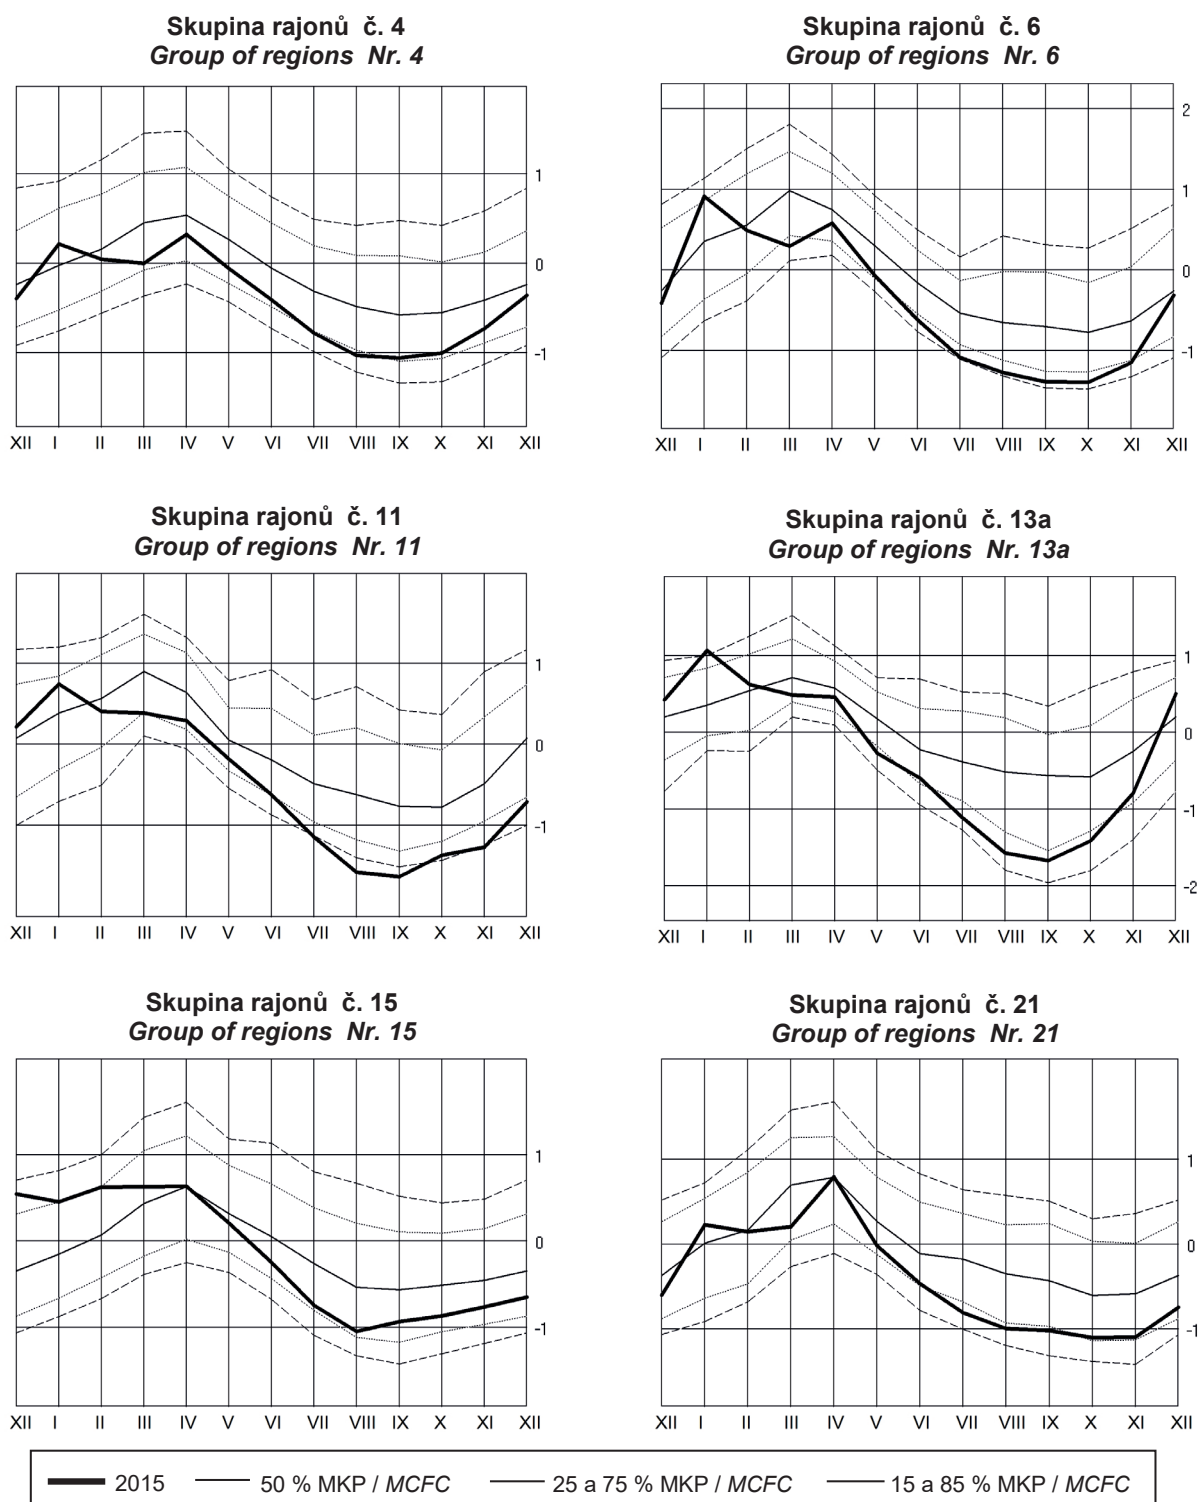 Skupina rajonů č. 4
Group of regions Nr. 4
1
0
-1
XII I II III IV V VI VII VIII IX X XI XII
Skupina rajonů č. 6
Group of regions Nr. 6
2
1
0
-1
XII I II III IV V VI VII VIII IX X XI XII
Skupina rajonů č. 11
Group of regions Nr. 11
1
0
-1
XII I II III IV V VI VII VIII IX X XI XII
Skupina rajonů č. 13a
Group of regions Nr. 13a
1
0
-1
-2
XII I II III IV V VI VII VIII IX X XI XII
Skupina rajonů č. 15
Group of regions Nr. 15
1
0
-1
XII I II III IV V VI VII VIII IX X XI XII
Skupina rajonů č. 21
Group of regions Nr. 21
1
0
-1
XII I II III IV V VI VII VIII IX X XI XII
2015 50 % MKP / MCFC 25 a 75 % MKP / MCFC 15 a 85 % MKP / MCFC